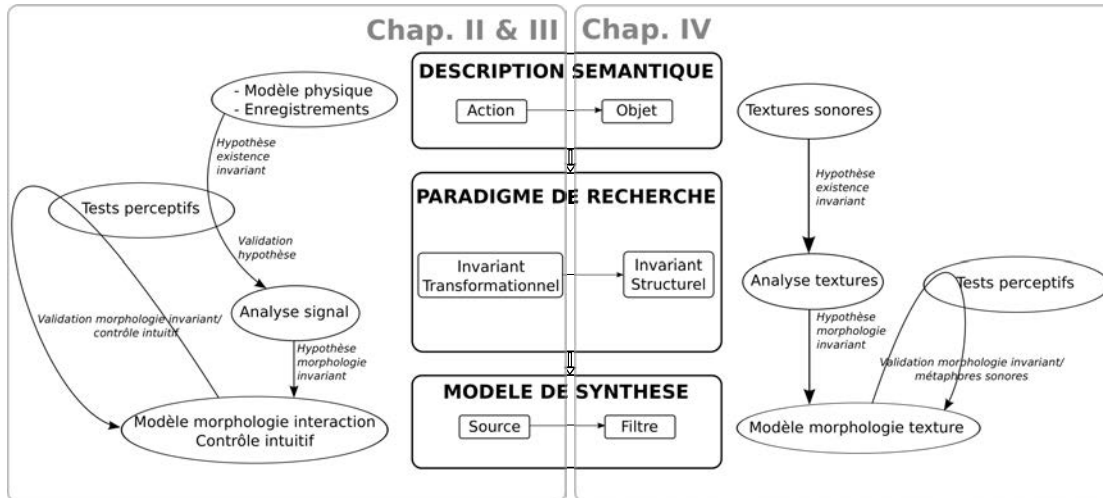 Chap. II & III
Chap. IV
DESCRIPTION SEMANTIQUE
Action
Objet
- Modèle physique
- Enregistrements
Hypothèse
existence
invariant
Tests perceptifs
Validation
hypothèse
Analyse signal
Validation morphologie invariant/
contrôle intuitif
Hypothèse
morphologie
invariant
Modèle morphologie interaction
Contrôle intuitif
PARADIGME DE RECHERCHE
Invariant
Transformationnel
Invariant
Structurel
MODELE DE SYNTHESE
Source
Filtre
Textures sonores
Hypothèse
existence
invariant
Analyse textures
Tests perceptifs
Hypothèse
morphologie
invariant
Validation morphologie invariant/
métaphores sonores
Modèle morphologie texture